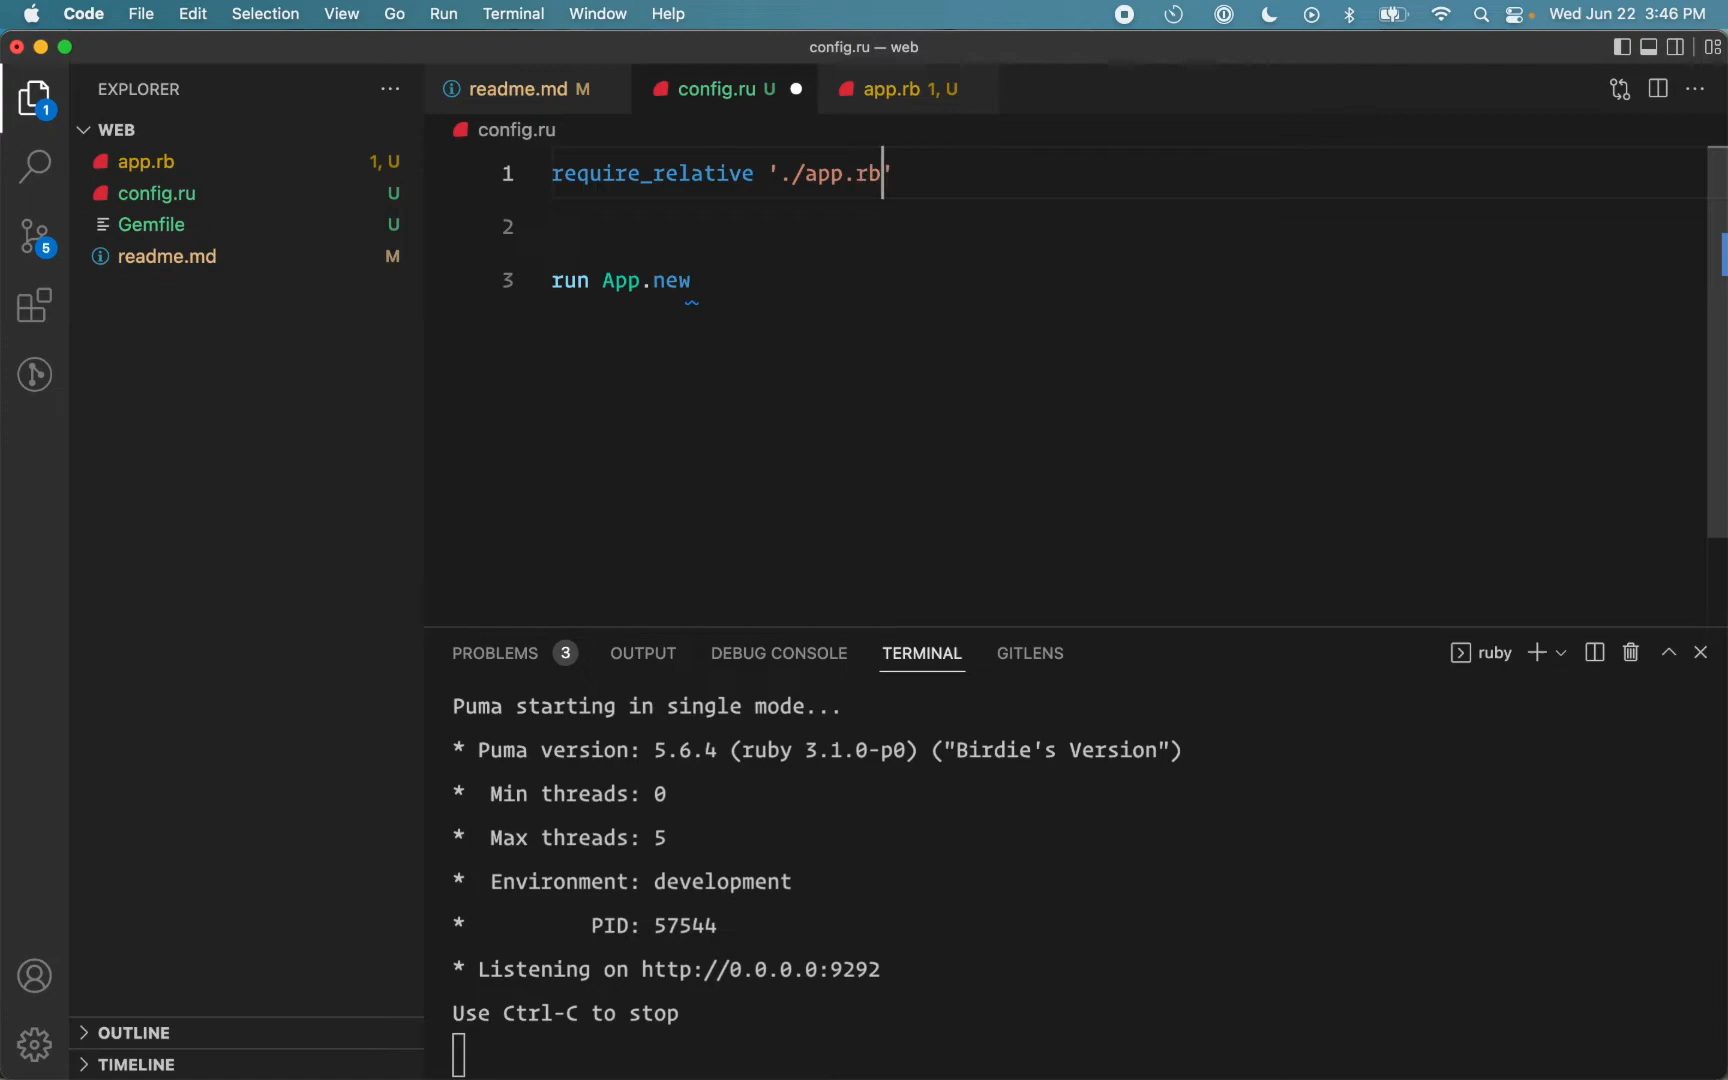 Code File Edit Selection View Go Run Terminal Window Help Wed Jun 22 3:46 PM
config.ru — web
EXPLORER
readme.md M config.ru U app.rb 1, U
WEB
config.ru
app.rb 1, U
config.ru U
Gemfile U
readme.md M
1
5
1 require_relative './app.rb'
2
3 run App.new
PROBLEMS 3 OUTPUT DEBUG CONSOLE TERMINAL GITLENS ruby
Puma starting in single mode...
* Puma version: 5.6.4 (ruby 3.1.0-p0) ("Birdie's Version")
* Min threads: 0
* Max threads: 5
* Environment: development
* PID: 57544
* Listening on http://0.0.0.0:9292
Use Ctrl-C to stop
OUTLINE
TIMELINE